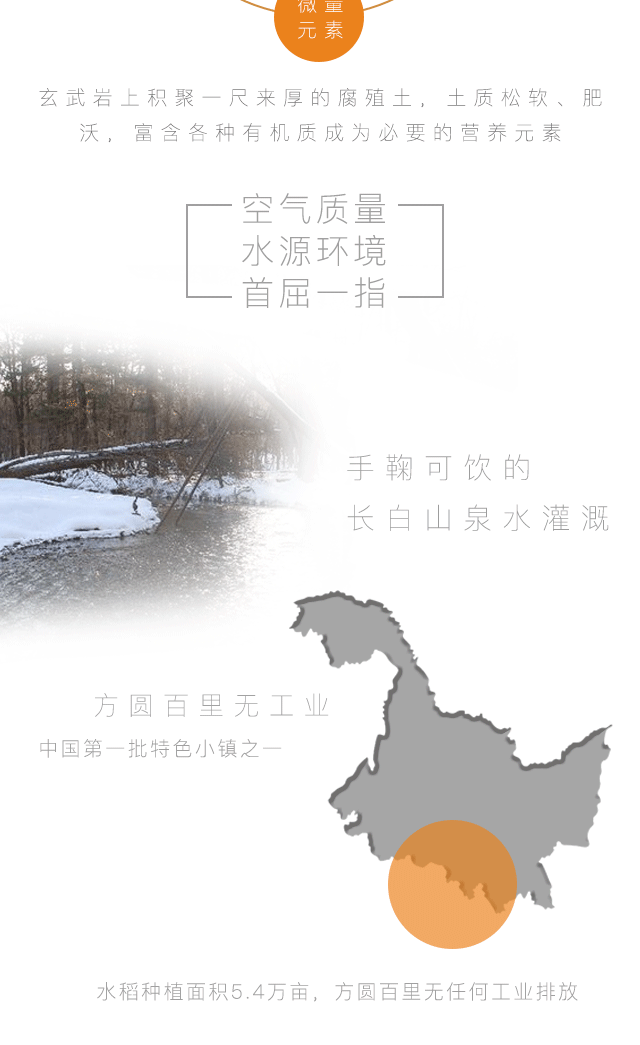 微量
元素
玄武岩上积聚一尺来厚的腐殖土，土质松软、肥
沃，富含各种有机质成为必要的营养元素
空气质量
水源环境
首屈一指
手鞠可饮的
长白山泉水灌溉
方圆百里无工业
中国第一批特色小镇之一
水稻种植面积5.4万亩，方圆百里无任何工业排放